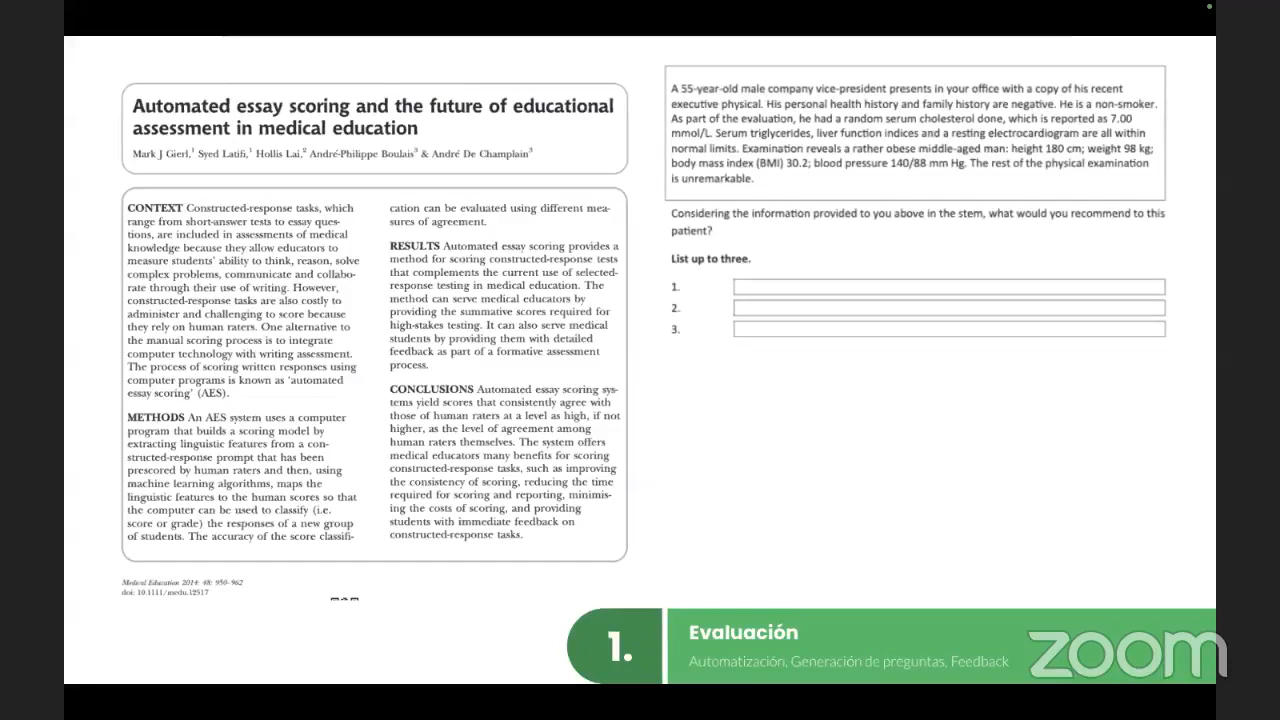 Automated essay scoring and the future of educational
assessment in medical education
Mark J Gierl,1 Syed Latifi,1 Hollis Lai,2 André-Philippe Boulais3 & André De Champlain3
CONTEXT Constructed-response tasks, which
range from short-answer tests to essay ques-
tions, are included in assessments of medical
knowledge because they allow educators to
measure students' ability to think, reason, solve
complex problems, communicate and collabo-
rate through their use of writing. However,
constructed-response tasks are also costly to
administer and challenging to score because
they rely on human raters. One alternative to
the manual scoring process is to integrate
computer technology with writing assessment.
The process of scoring written responses using
computer programs is known as 'automated
essay scoring' (AES).
METHODS An AES system uses a computer
program that builds a scoring model by
extracting linguistic features from a con-
structed-response prompt that has been
prescored by human raters and then, using
machine learning algorithms, maps the
linguistic features to the human scores so that
the computer can be used to classify (i.e.
score or grade) the responses of a new group
of students. The accuracy of the score classifi-
cation can be evaluated using different mea-
sures of agreement.
RESULTS Automated essay scoring provides a
method for scoring constructed-response tests
that complements the current use of selected-
response testing in medical education. The
method can serve medical educators by
providing the summative scores required for
high-stakes testing. It can also serve medical
students by providing them with detailed
feedback as part of a formative assessment
process.
CONCLUSIONS Automated essay scoring sys-
tems yield scores that consistently agree with
those of human raters at a level as high, if not
higher, as the level of agreement among
human raters themselves. The system offers
medical educators many benefits for scoring
constructed-response tasks, such as improving
the consistency of scoring, reducing the time
required for scoring and reporting, minimis-
ing the costs of scoring, and providing
students with immediate feedback on
constructed-response tasks.
Medical Education 2014: 48: 950–962
doi: 10.1111/medu.12517
A 55-year-old male company vice-president presents in your office with a copy of his recent
executive physical. His personal health history and family history are negative. He is a non-smoker.
As part of the evaluation, he had a random serum cholesterol done, which is reported as 7.00
mmol/L. Serum triglycerides, liver function indices and a resting electrocardiogram are all within
normal limits. Examination reveals a rather obese middle-aged man: height 180 cm; weight 98 kg;
body mass index (BMI) 30.2; blood pressure 140/88 mm Hg. The rest of the physical examination
is unremarkable.
Considering the information provided to you above in the stem, what would you recommend to this
patient?
List up to three.
1.
2.
3.
1.
Evaluación
Automatización, Generación de preguntas, Feedback
zoom